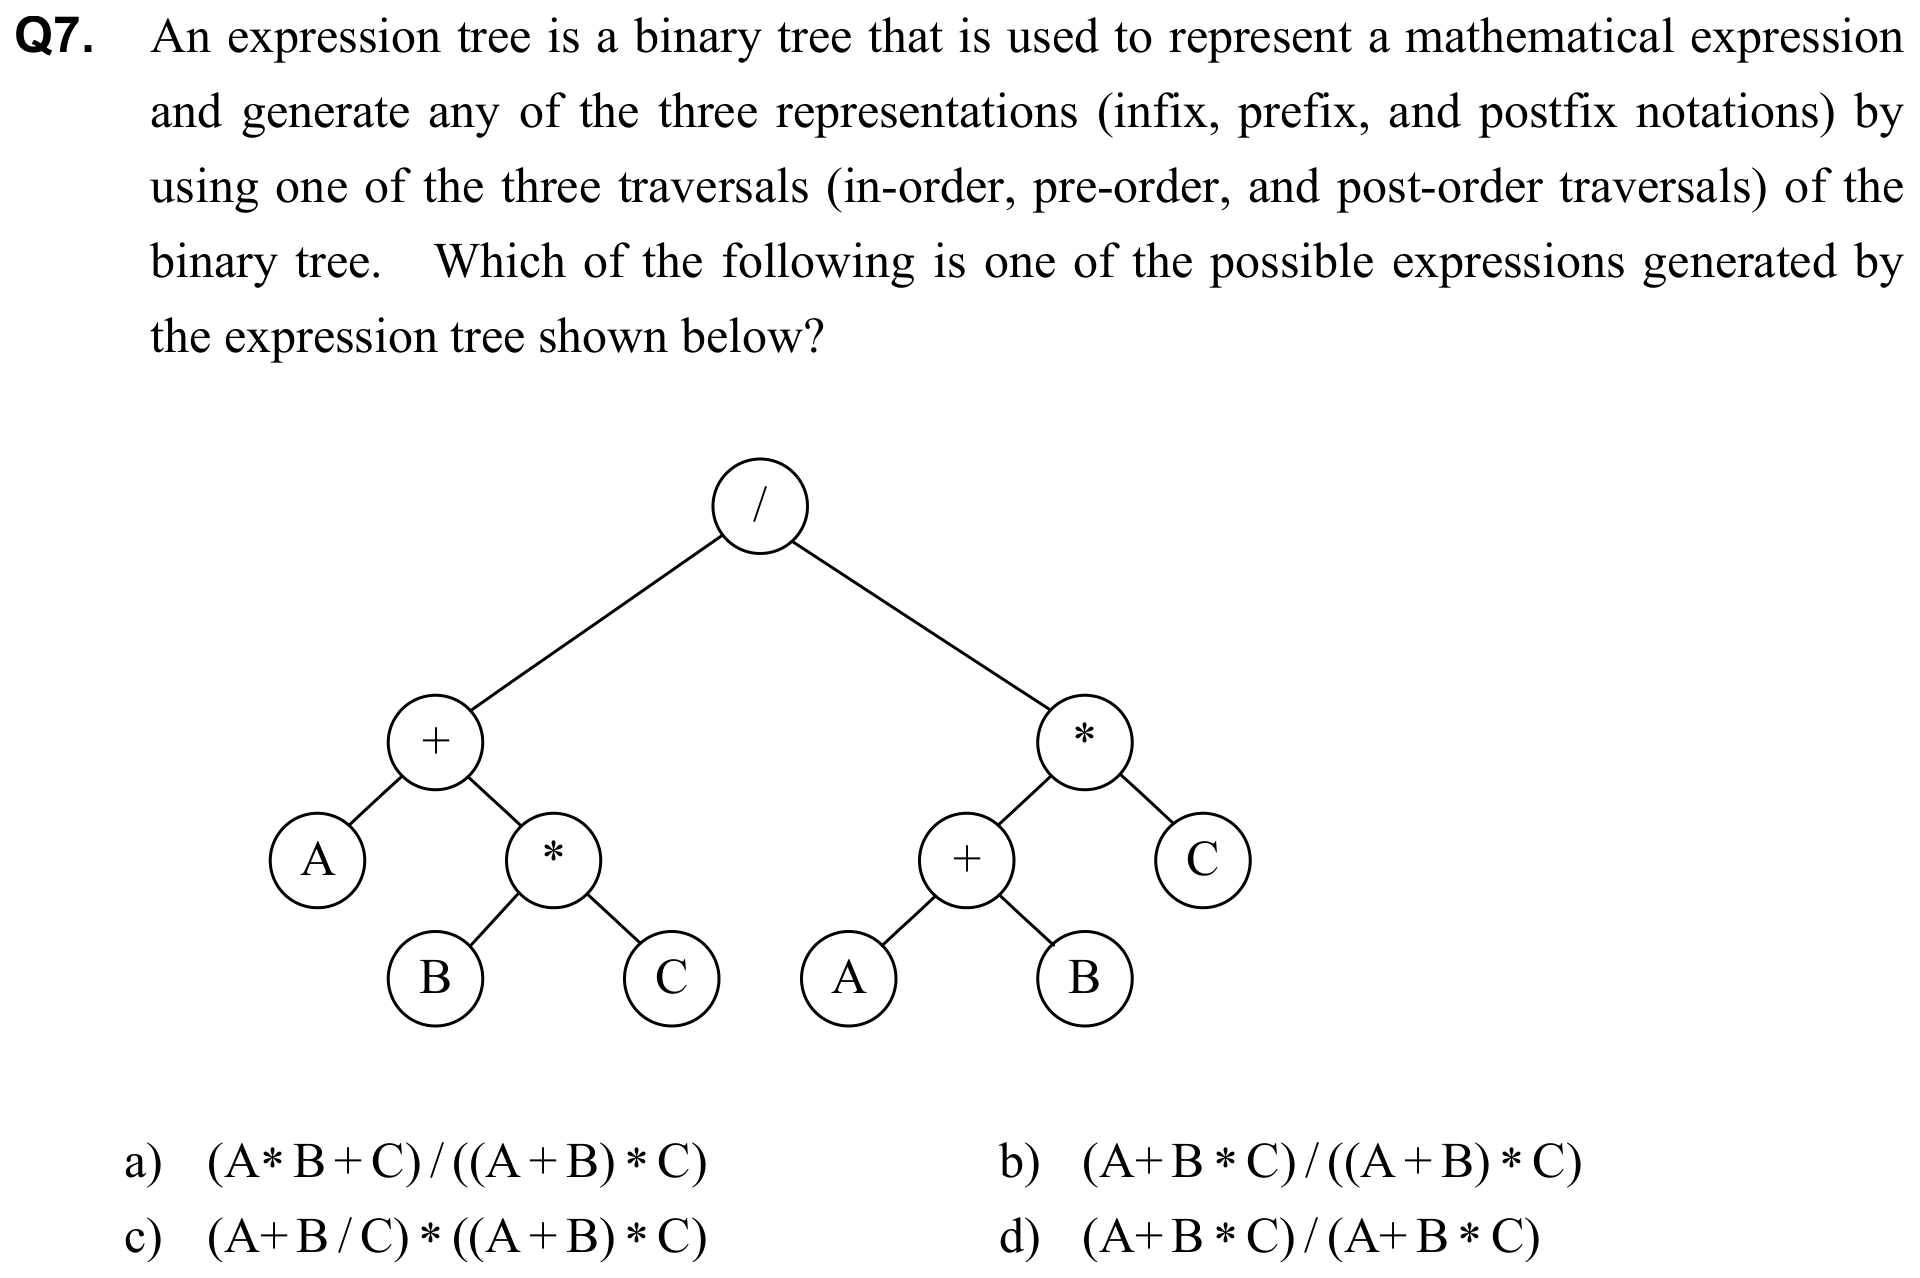 Q7. An expression tree is a binary tree that is used to represent a mathematical expression
and generate any of the three representations (infix, prefix, and postfix notations) by
using one of the three traversals (in-order, pre-order, and post-order traversals) of the
binary tree. Which of the following is one of the possible expressions generated by
the expression tree shown below?
/
+ *
A * + C
B C A B
a) (A* B + C) / ((A + B) * C) b) (A+ B * C) / ((A + B) * C)
c) (A+ B / C) * ((A + B) * C) d) (A+ B * C) / (A+ B * C)